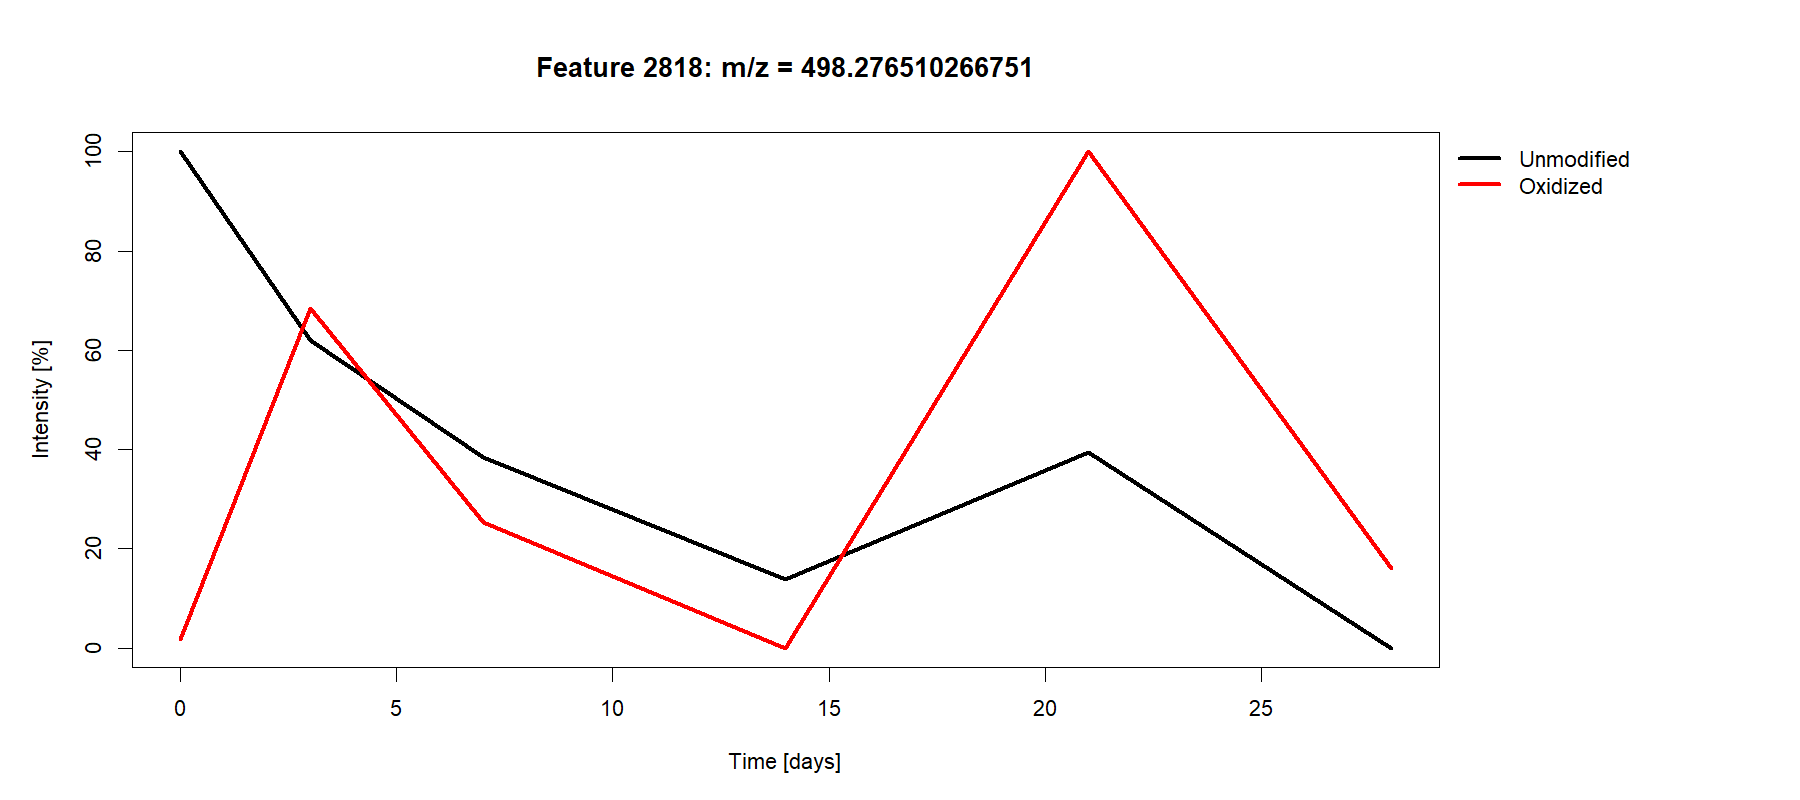 Feature 2818: m/z = 498.276510266751
Unmodified
Oxidized
Intensity [%]
100
80
60
40
20
0
0 5 10 15 20 25
Time [days]